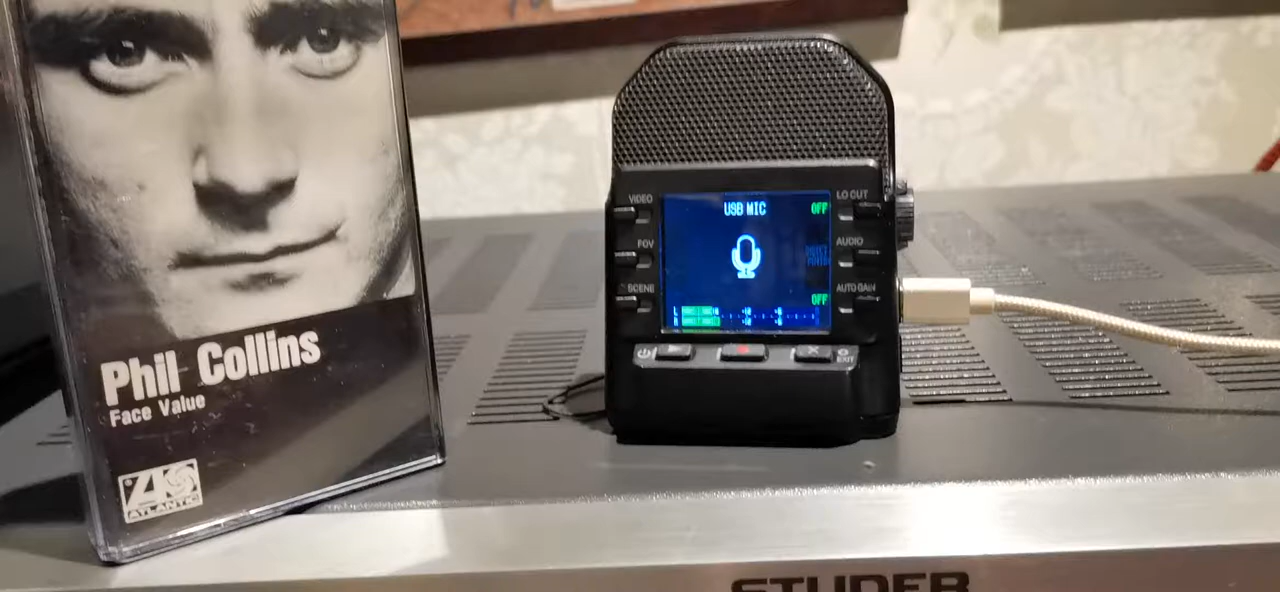 Phil Collins
Face Value
ATLANTIC
VIDEO
FOV
SCENE
USB MIC
OFF
OFF
L
R
LO CUT
AUDIO
AUTO GAIN
EXIT
STUDER